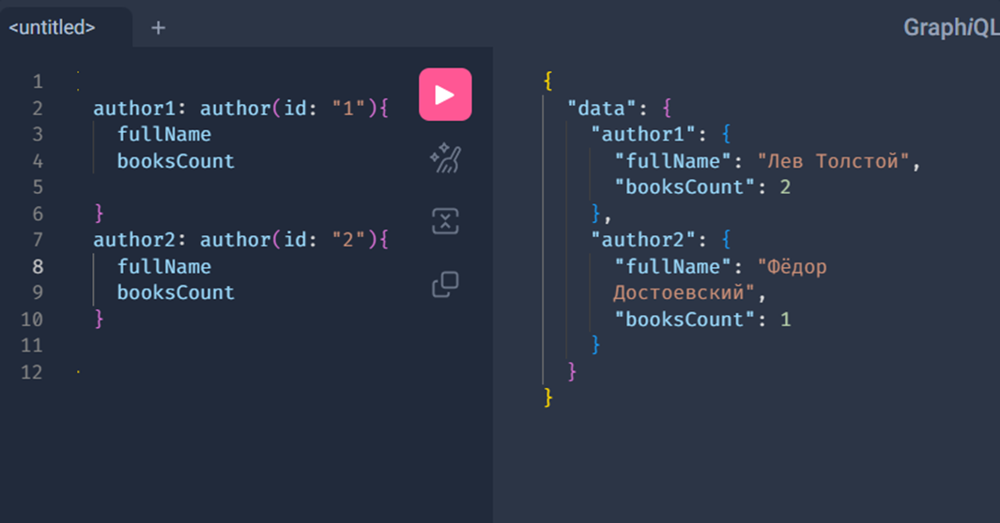 <untitled> +
GraphiQL
1
2 author1: author(id: "1"){
3 fullName
4 booksCount
5
6 }
7 author2: author(id: "2"){
8 fullName
9 booksCount
10 }
11
12
{
"data": {
"author1": {
"fullName": "Лев Толстой",
"booksCount": 2
},
"author2": {
"fullName": "Фёдор
Достоевский",
"booksCount": 1
}
}
}